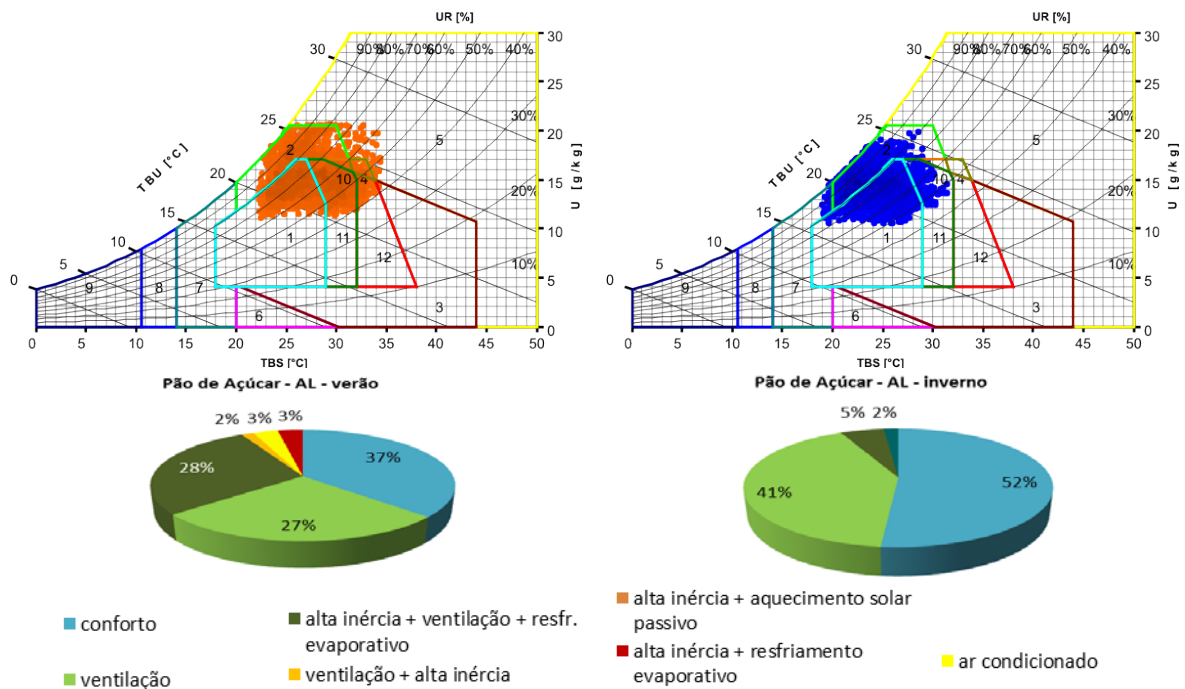 UR [%]
30
90% 80% 70% 60% 50% 40%
30
25
5
25
30%
20
2
TBU [°C]
20
10 4
20%
15
U [g/kg]
15
1
11
10
10
12
10%
5
0
9
8
7
5
6
3
0
0 5 10 15 20 25 30 35 40 45 50
TBS [°C]
Pão de Açúcar - AL - verão
UR [%]
30
90% 80% 70% 60% 50% 40%
30
25
5
25
30%
20
2
TBU [°C]
20
10 4
20%
15
U [g/kg]
15
1
11
10
10
12
10%
5
0
9
8
7
5
6
3
0
0 5 10 15 20 25 30 35 40 45 50
TBS [°C]
Pão de Açúcar - AL - inverno
2% 3% 3%
37%
28%
27%
5% 2%
52%
41%
conforto
ventilação
alta inércia + ventilação + resfr.
evaporativo
ventilação + alta inércia
alta inércia + aquecimento solar
passivo
alta inércia + resfriamento
evaporativo
ar condicionado